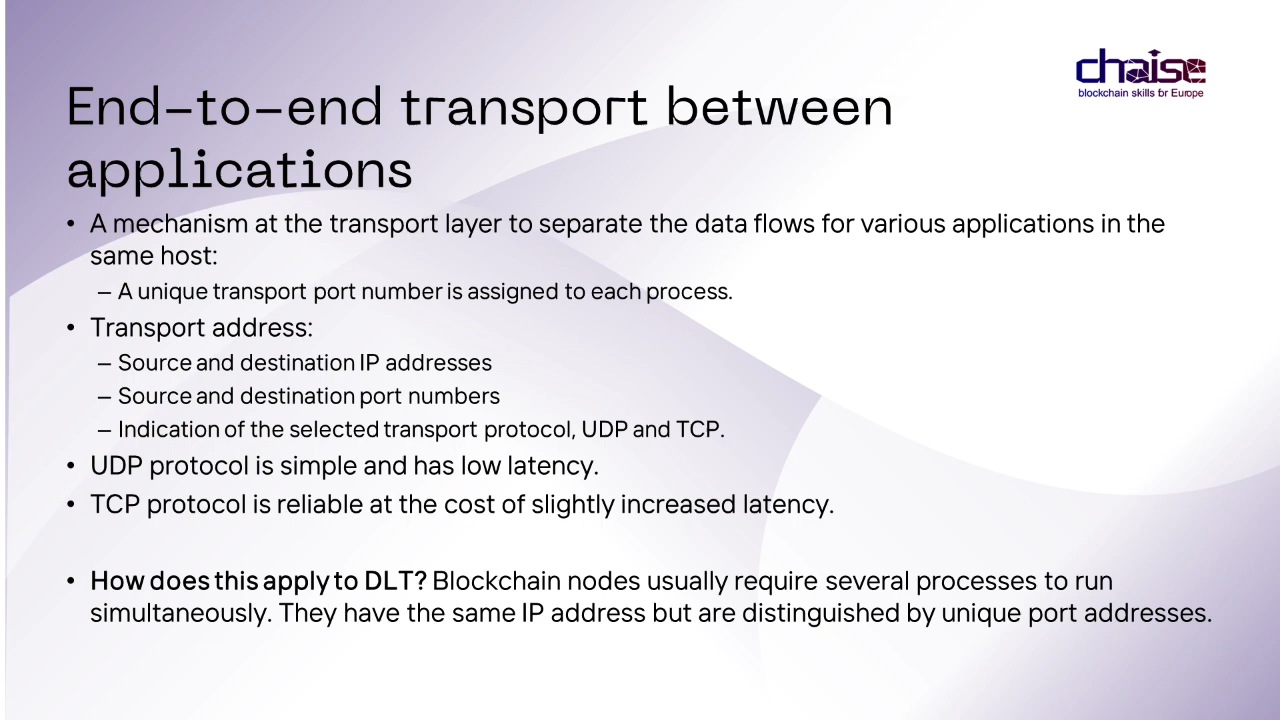 chaise
blockchain skills for Europe
End-to-end transport between
applications
• A mechanism at the transport layer to separate the data flows for various applications in the
same host:
– A unique transport port number is assigned to each process.
• Transport address:
– Source and destination IP addresses
– Source and destination port numbers
– Indication of the selected transport protocol, UDP and TCP.
• UDP protocol is simple and has low latency.
• TCP protocol is reliable at the cost of slightly increased latency.
• How does this apply to DLT? Blockchain nodes usually require several processes to run
simultaneously. They have the same IP address but are distinguished by unique port addresses.